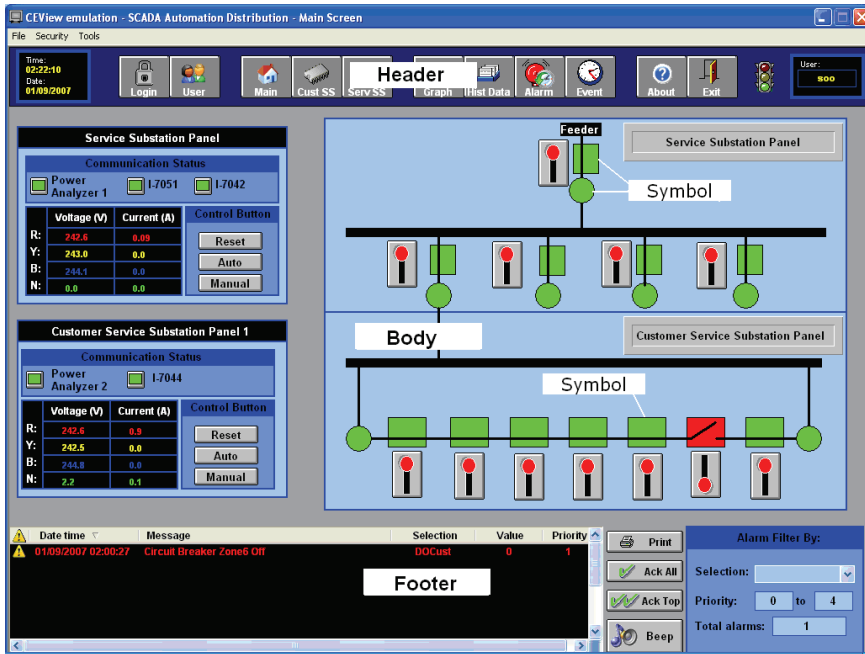 CEView emulation - SCADA Automation Distribution - Main Screen
File Security Tools
Time:
02:22:10
Date:
01/09/2007
Login
User
Main
Cust SS
Serv SS
Header
Graph
Hist Data
Alarm
Event
About
Exit
User:
soo
Service Substation Panel
Communication Status
Power Analyzer 1
I-7051
I-7042
Voltage (V) Current (A)
R: 242.6 0.09
Y: 243.0 0.0
B: 244.1 0.0
N: 0.0 0.0
Control Button
Reset
Auto
Manual
Feeder
Service Substation Panel
Symbol
Customer Service Substation Panel 1
Communication Status
Power Analyzer 2
I-7044
Voltage (V) Current (A)
R: 242.6 0.9
Y: 242.5 0.0
B: 244.8 0.0
N: 2.2 0.1
Control Button
Reset
Auto
Manual
Body
Customer Service Substation Panel
Symbol
Date time Message Selection Value Priority
01/09/2007 02:00:27 Circuit Breaker Zone6 Off DOCust 0 1
Footer
Print
Ack All
Ack Top
Beep
Alarm Filter By:
Selection:
Priority: 0 to 4
Total alarms: 1